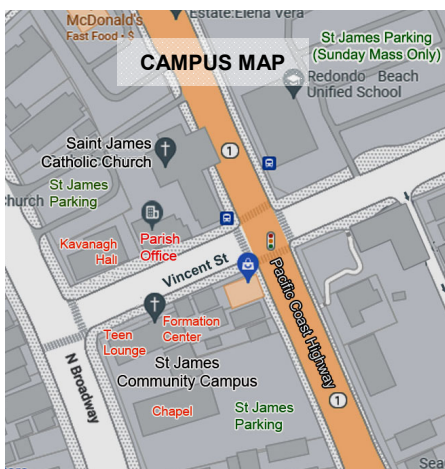 McDonald's
Fast Food • $
Estate:Elena Vera
St James Parking
(Sunday Mass Only)
CAMPUS MAP
Redondo Beach
Unified School
Saint James
Catholic Church
1
St James
Parking
hurch
Kavanagh
Hall
Parish
Office
Vincent St
Pacific Coast Highway
Teen
Lounge
Formation
Center
St James
Community Campus
N Broadway
Chapel
St James
Parking
1
Sea